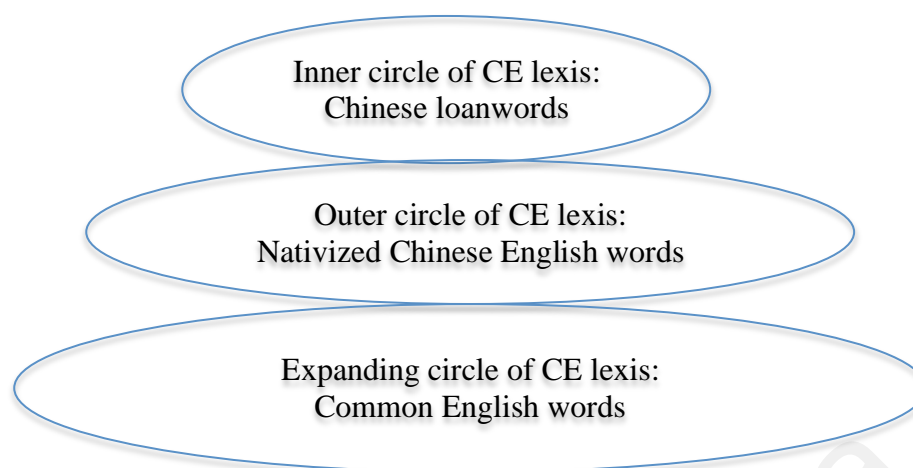 Inner circle of CE lexis:
Chinese loanwords
Outer circle of CE lexis:
Nativized Chinese English words
Expanding circle of CE lexis:
Common English words